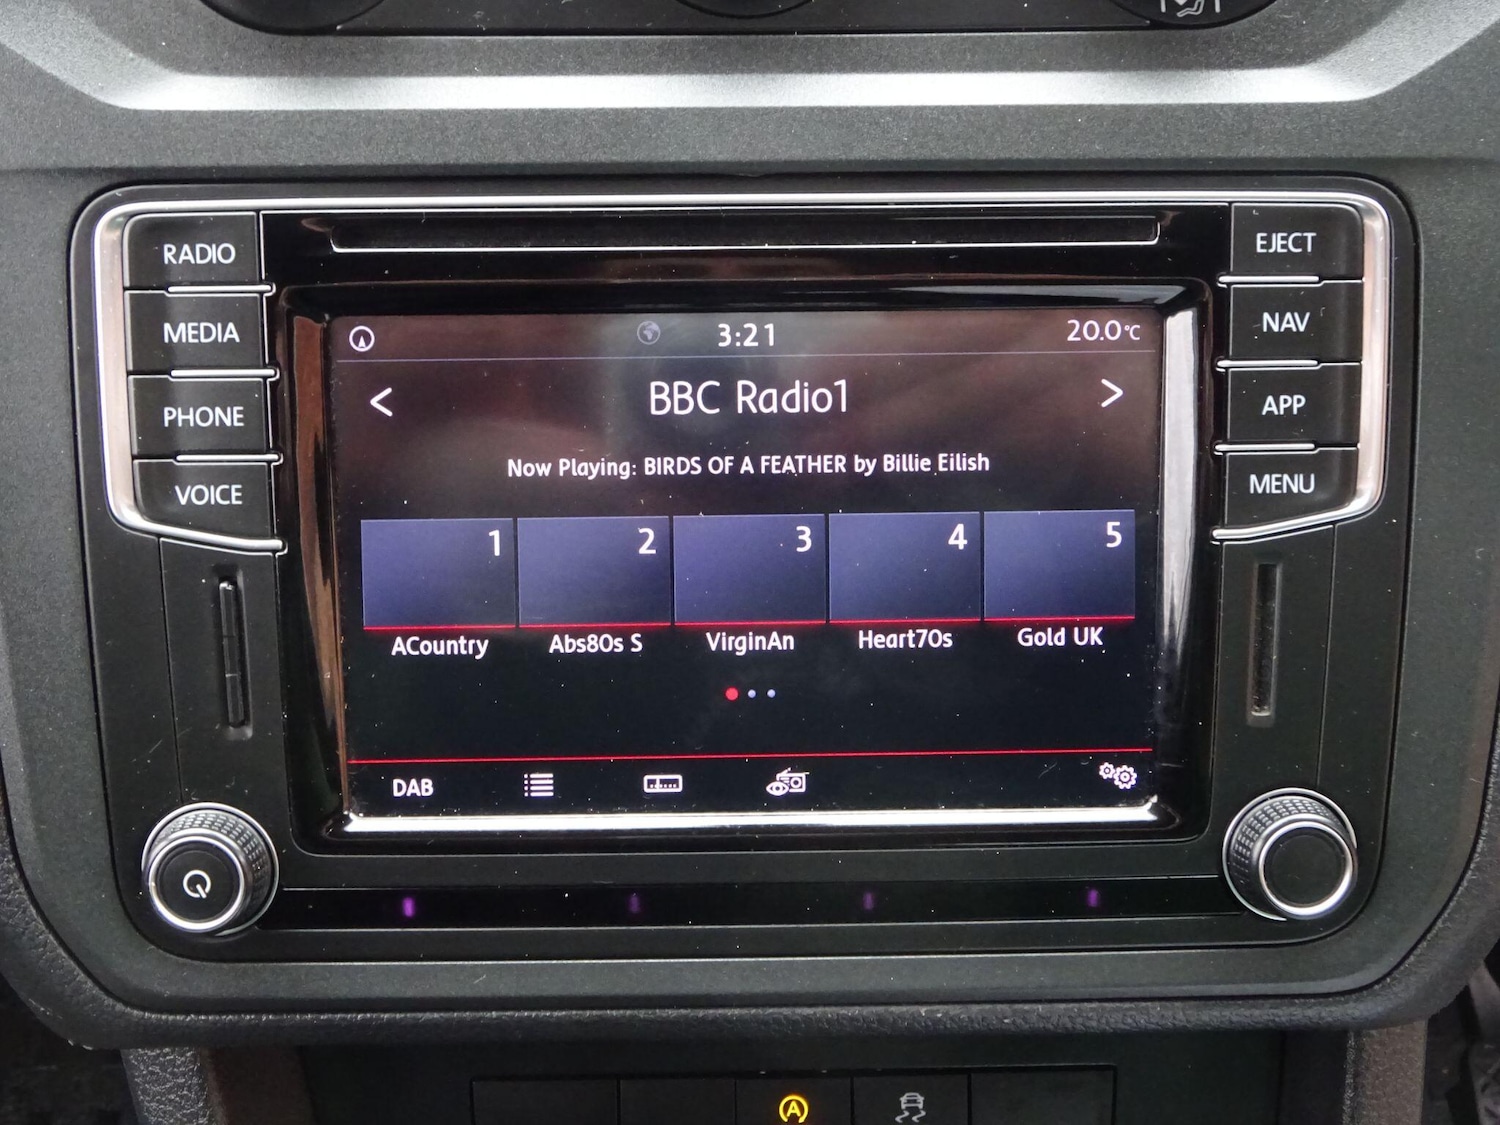 RADIO
MEDIA
PHONE
VOICE
EJECT
NAV
APP
MENU
3:21
20.0°C
< BBC Radio1 >
Now Playing: BIRDS OF A FEATHER by Billie Eilish
1 2 3 4 5
ACountry Abs80s S VirginAn Heart70s Gold UK
DAB
A